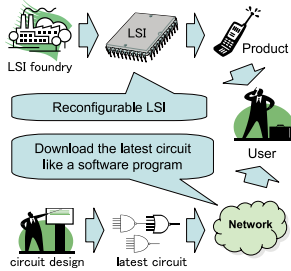 LSI
LSI foundry
Product
Reconfigurable LSI
Download the latest circuit
like a software program
User
Network
circuit design
latest circuit